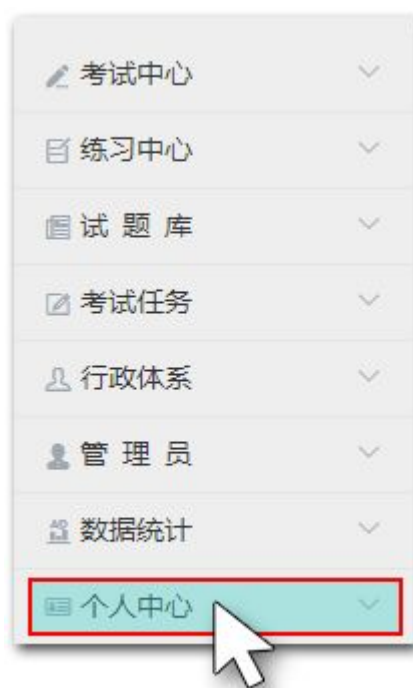 考试中心
练习中心
试 题 库
考试任务
行政体系
管 理 员
数据统计
个人中心